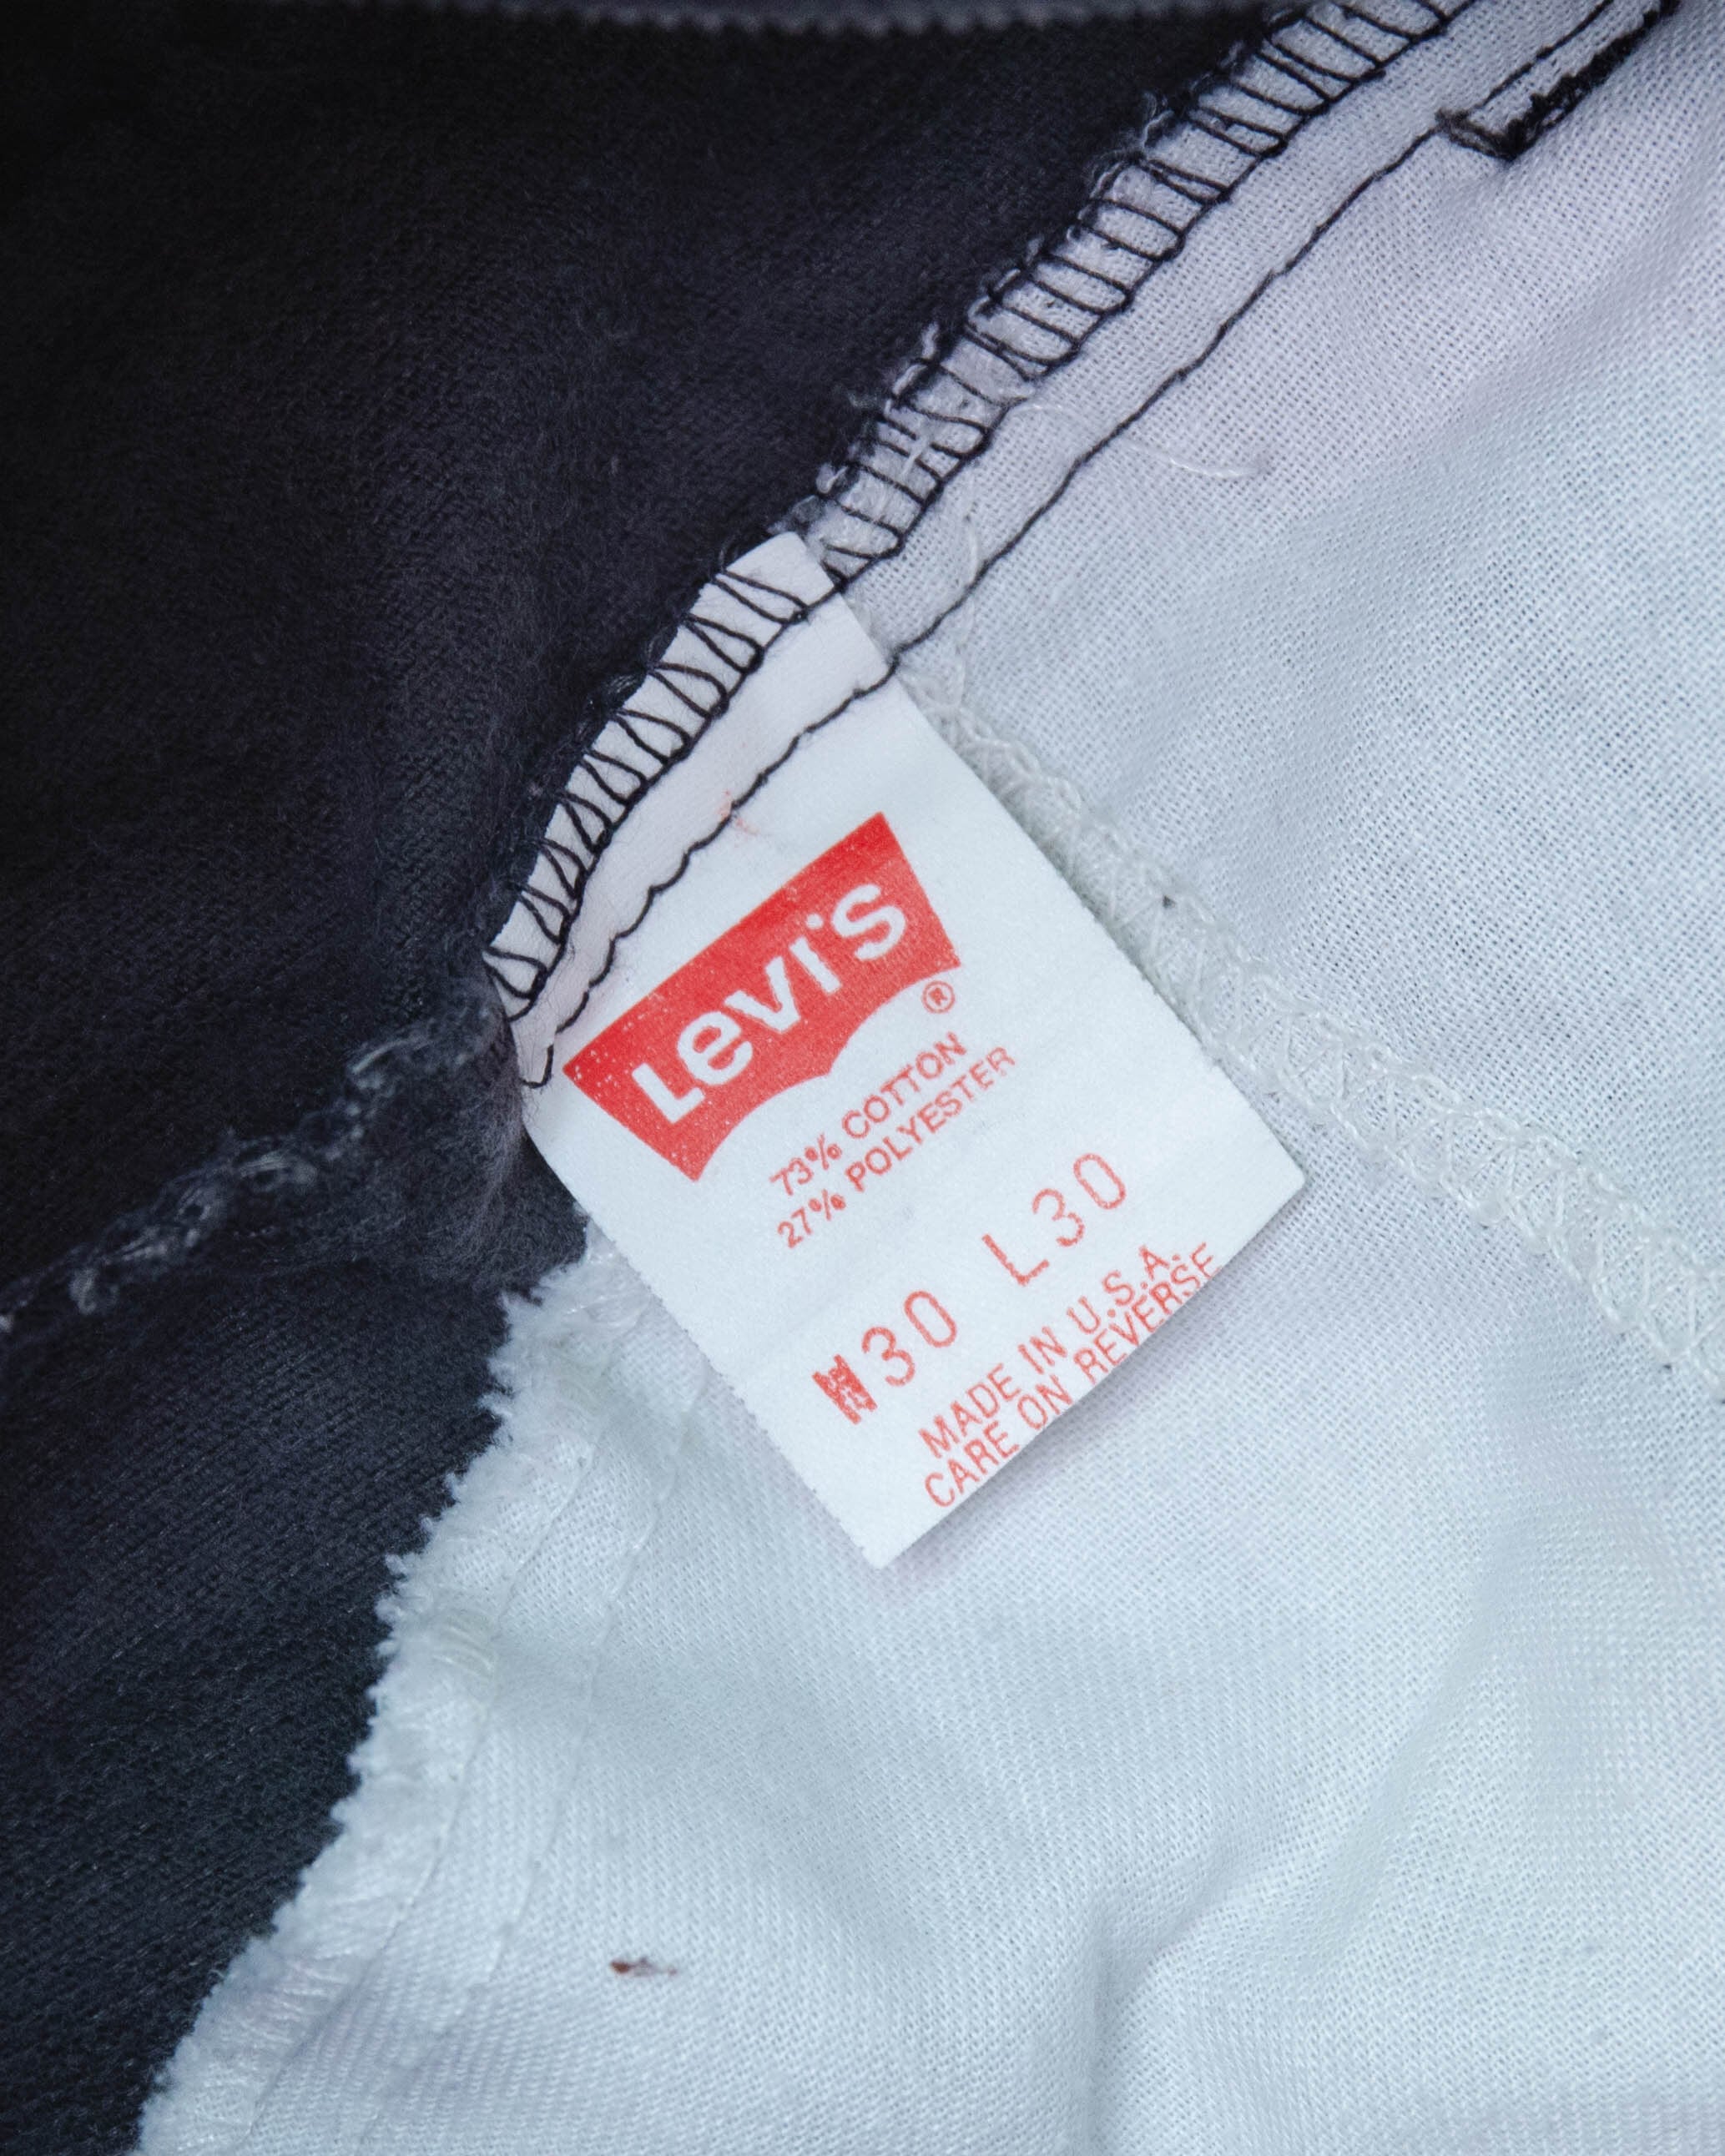 Levi's
®
73% COTTON
27% POLYESTER
W30 L30
MADE IN U.S.A.
CARE ON REVERSE